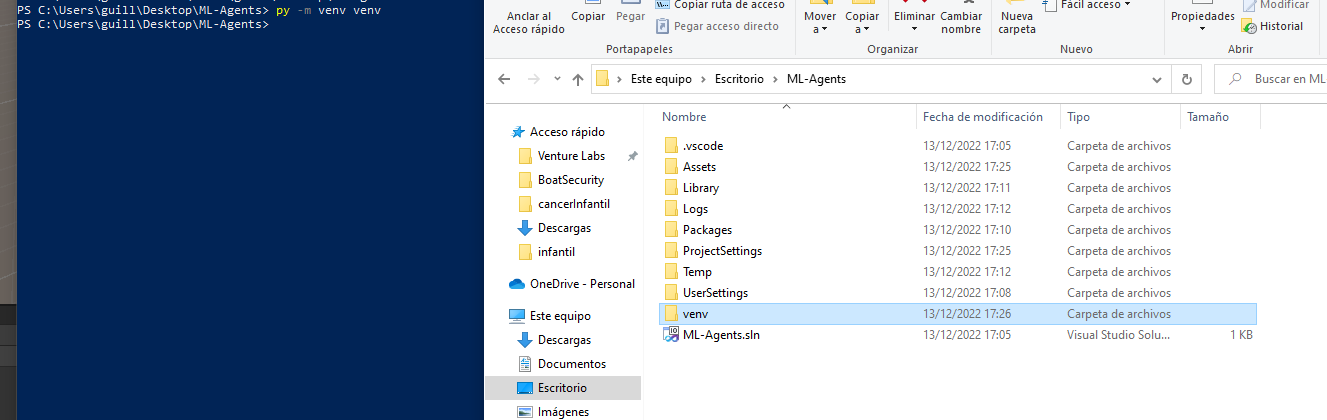 PS C:\Users\guill\Desktop\ML-Agents> py -m venv venv
PS C:\Users\guill\Desktop\ML-Agents>
Anclar al Acceso rápido
Copiar
Pegar
Copiar ruta de acceso
Pegar acceso directo
Portapapeles
Mover a
Copiar a
Eliminar
Cambiar nombre
Organizar
Nueva carpeta
Fácil acceso
Nuevo
Propiedades
Modificar
Historial
Abrir
Este equipo > Escritorio > ML-Agents
Buscar en ML
Nombre Fecha de modificación Tipo Tamaño
Acceso rápido
Venture Labs
BoatSecurity
cancerInfantil
Descargas
infantil
OneDrive - Personal
Este equipo
Descargas
Documentos
Escritorio
Imágenes
.vscode 13/12/2022 17:05 Carpeta de archivos
Assets 13/12/2022 17:25 Carpeta de archivos
Library 13/12/2022 17:11 Carpeta de archivos
Logs 13/12/2022 17:12 Carpeta de archivos
Packages 13/12/2022 17:10 Carpeta de archivos
ProjectSettings 13/12/2022 17:25 Carpeta de archivos
Temp 13/12/2022 17:12 Carpeta de archivos
UserSettings 13/12/2022 17:08 Carpeta de archivos
venv 13/12/2022 17:26 Carpeta de archivos
ML-Agents.sln 13/12/2022 17:05 Visual Studio Solu... 1 KB